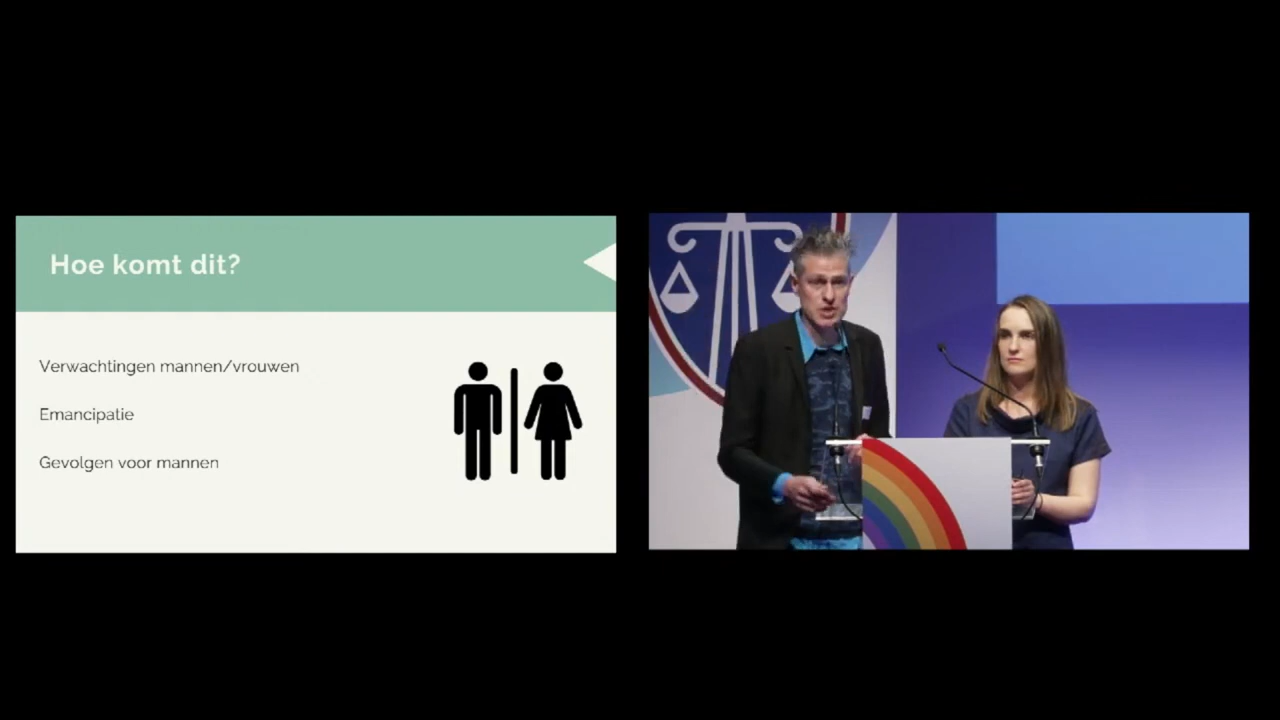 Hoe komt dit?
Verwachtingen mannen/vrouwen
Emancipatie
Gevolgen voor mannen